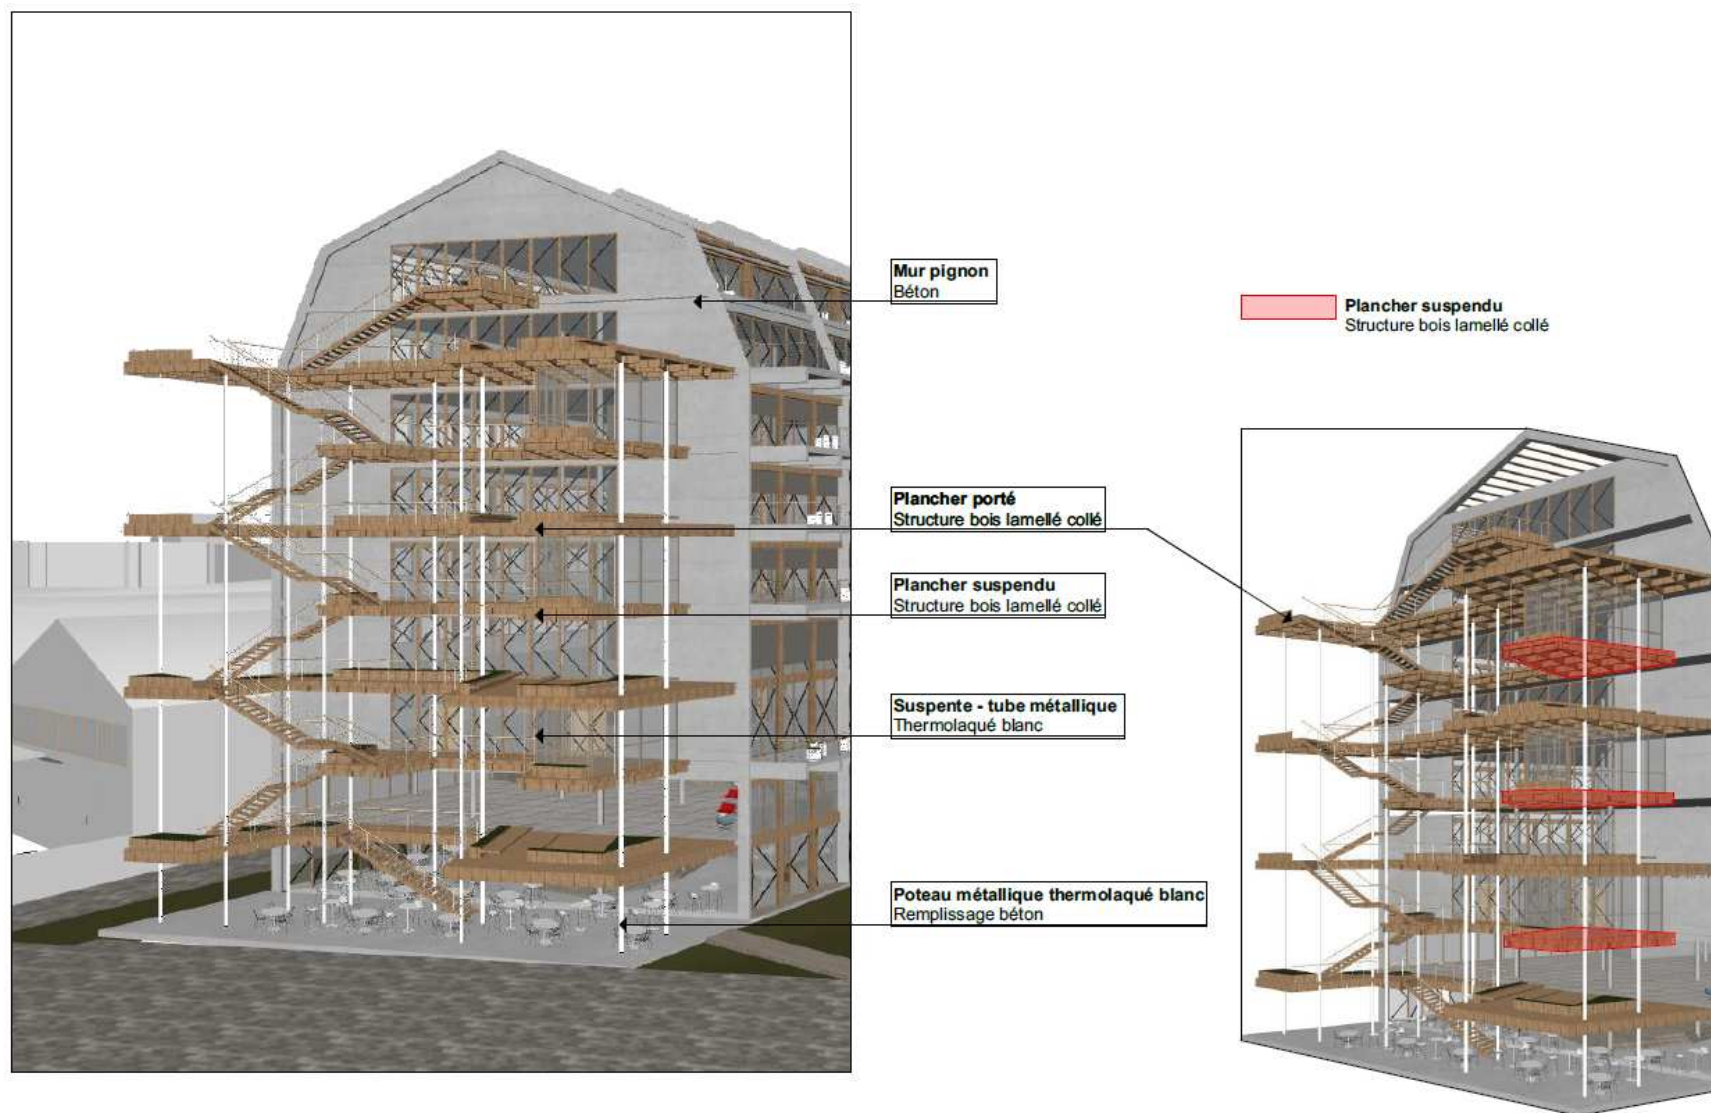 Mur pignon
Béton
Plancher suspendu
Structure bois lamellé collé
Plancher porté
Structure bois lamellé collé
Plancher suspendu
Structure bois lamellé collé
Suspente - tube métallique
Thermolaqué blanc
Poteau métallique thermolaqué blanc
Remplissage béton